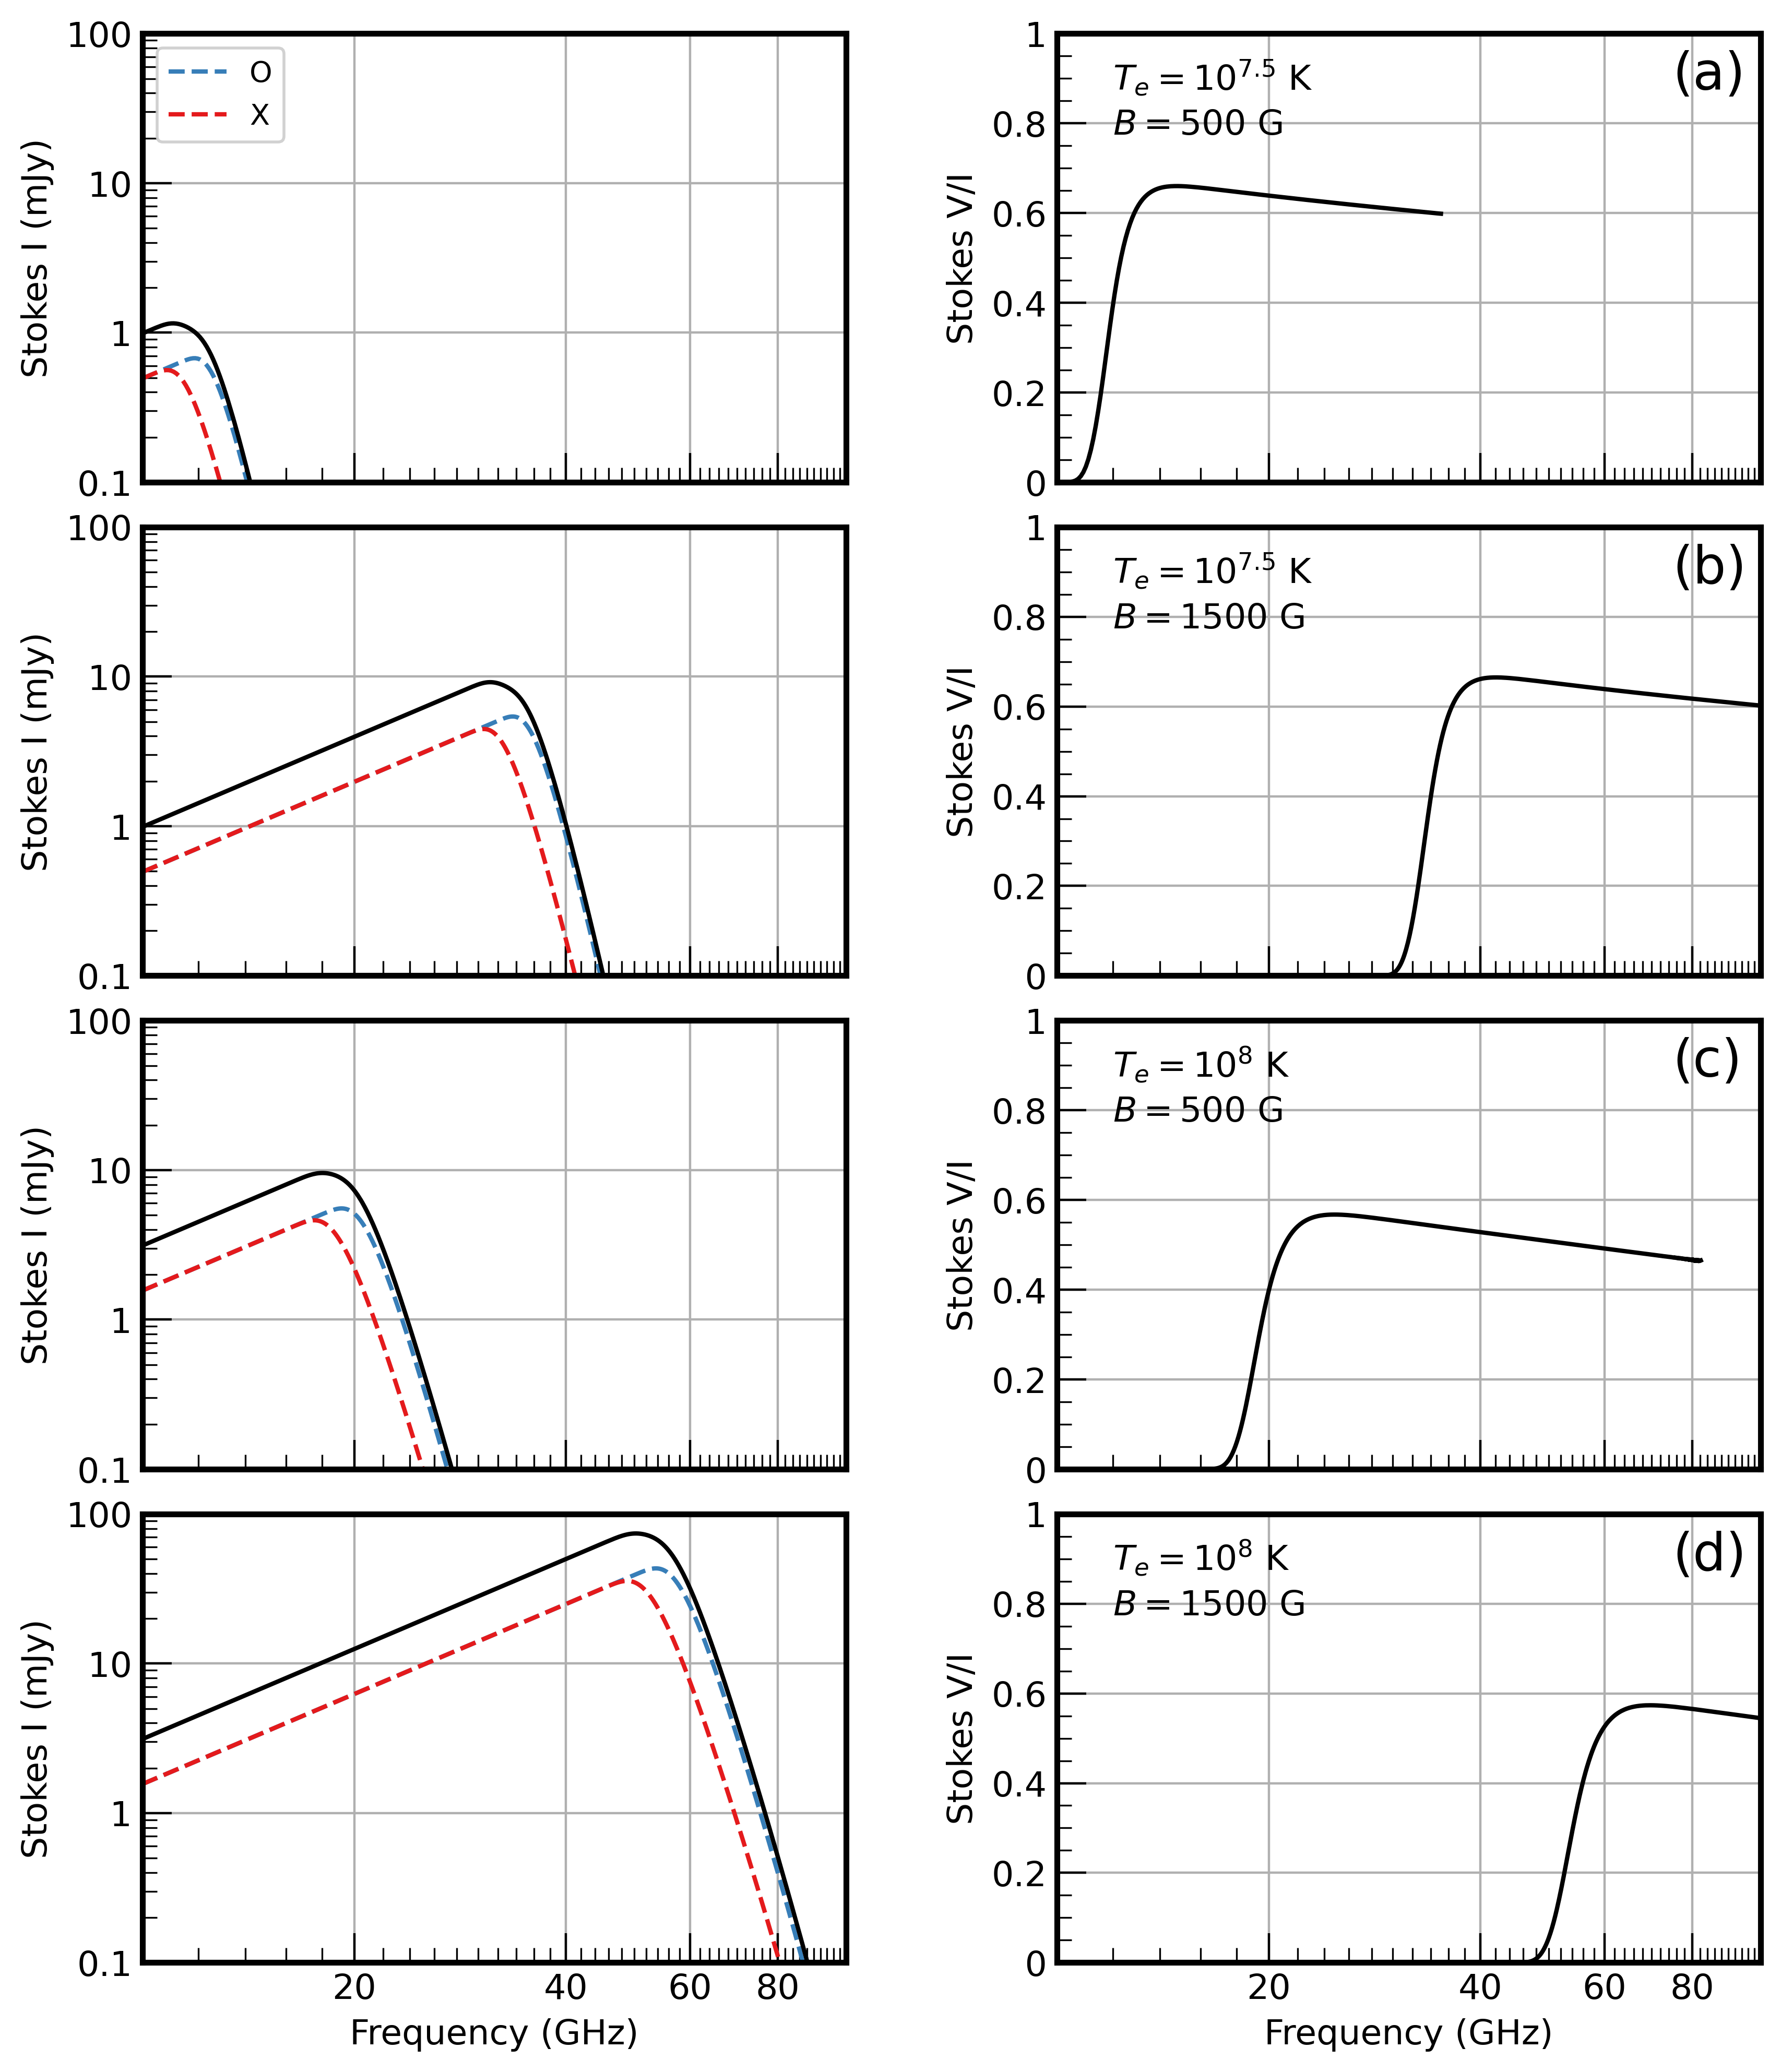 100
10
1
0.1
Stokes I (mJy)
O
X
1
0.8
0.6
0.4
0.2
0
Stokes V/I
Tₑ = 10^7.5 K
B = 500 G
(a)
100
10
1
0.1
Stokes I (mJy)
1
0.8
0.6
0.4
0.2
0
Stokes V/I
Tₑ = 10^7.5 K
B = 1500 G
(b)
100
10
1
0.1
Stokes I (mJy)
1
0.8
0.6
0.4
0.2
0
Stokes V/I
Tₑ = 10^8 K
B = 500 G
(c)
100
10
1
0.1
Stokes I (mJy)
20 40 60 80
Frequency (GHz)
1
0.8
0.6
0.4
0.2
0
Stokes V/I
Tₑ = 10^8 K
B = 1500 G
(d)
20 40 60 80
Frequency (GHz)